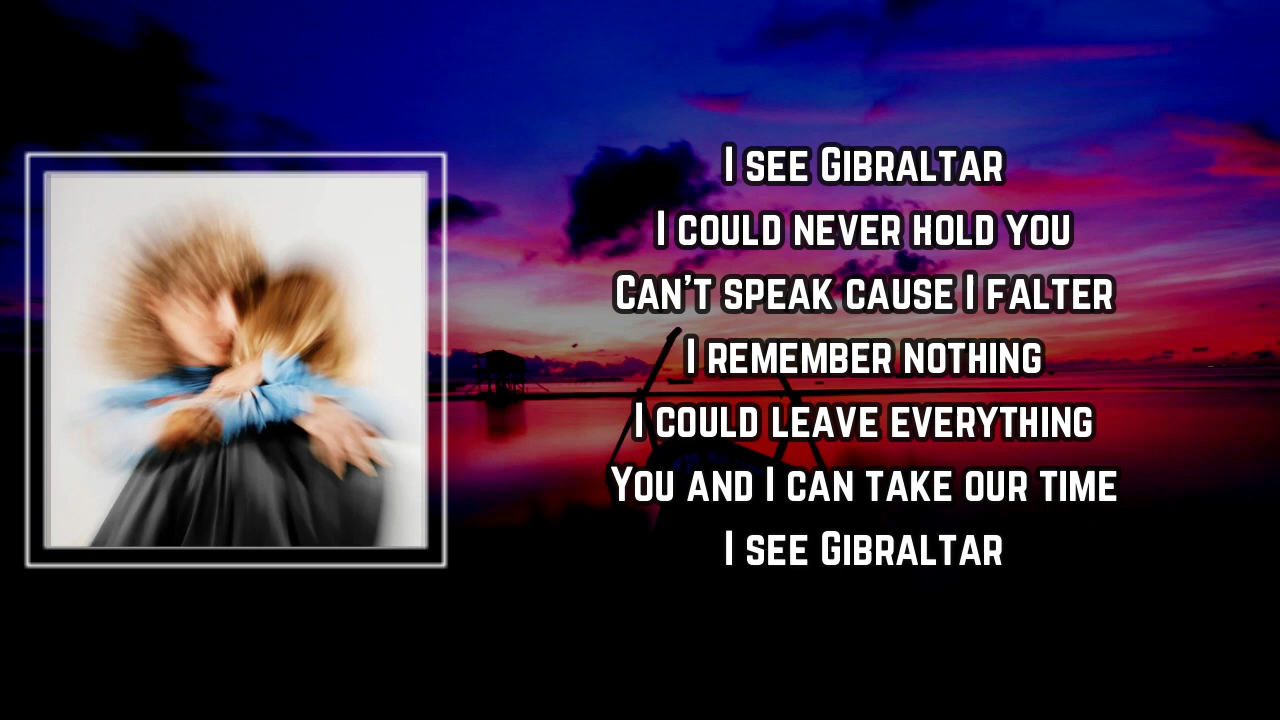 I see Gibraltar
I could never hold you
Can't speak cause I falter
I remember nothing
I could leave everything
You and I can take our time
I see Gibraltar